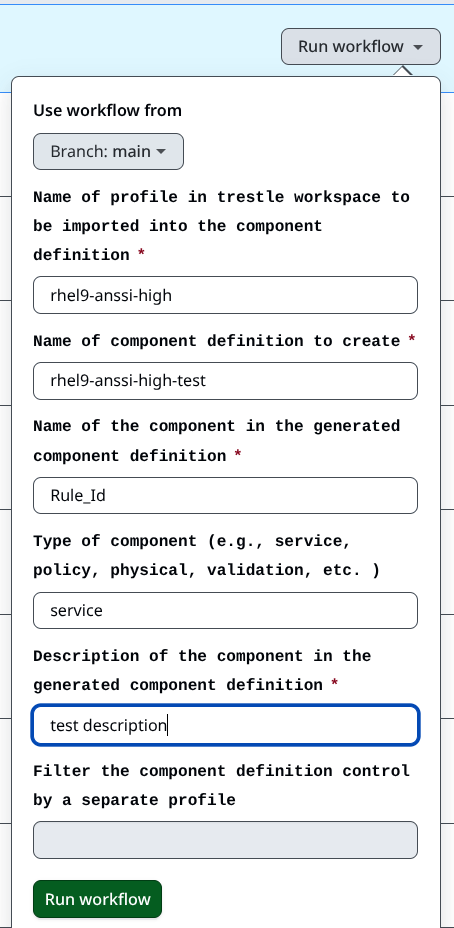 Run workflow
Use workflow from
Branch: main
Name of profile in trestle workspace to
be imported into the component
definition *
rhel9-anssi-high
Name of component definition to create *
rhel9-anssi-high-test
Name of the component in the generated
component definition *
Rule_Id
Type of component (e.g., service,
policy, physical, validation, etc. )
service
Description of the component in the
generated component definition *
test description
Filter the component definition control
by a separate profile
Run workflow